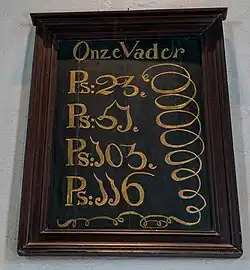 Onze Vader
Ps: 23.
Ps: 51.
Ps: 103.
Ps: 116